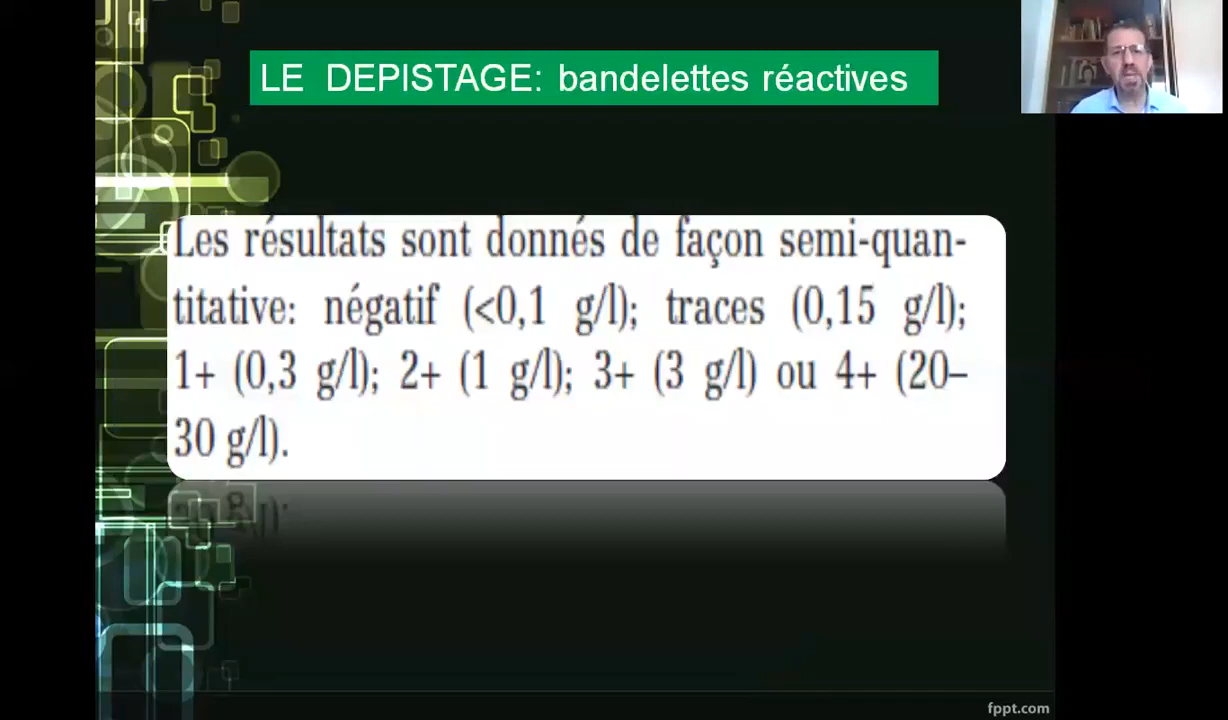 LE DEPISTAGE: bandelettes réactives
Les résultats sont donnés de façon semi-quan-
titative: négatif (<0,1 g/l); traces (0,15 g/l);
1+ (0,3 g/l); 2+ (1 g/l); 3+ (3 g/l) ou 4+ (20–
30 g/l).
fppt.com